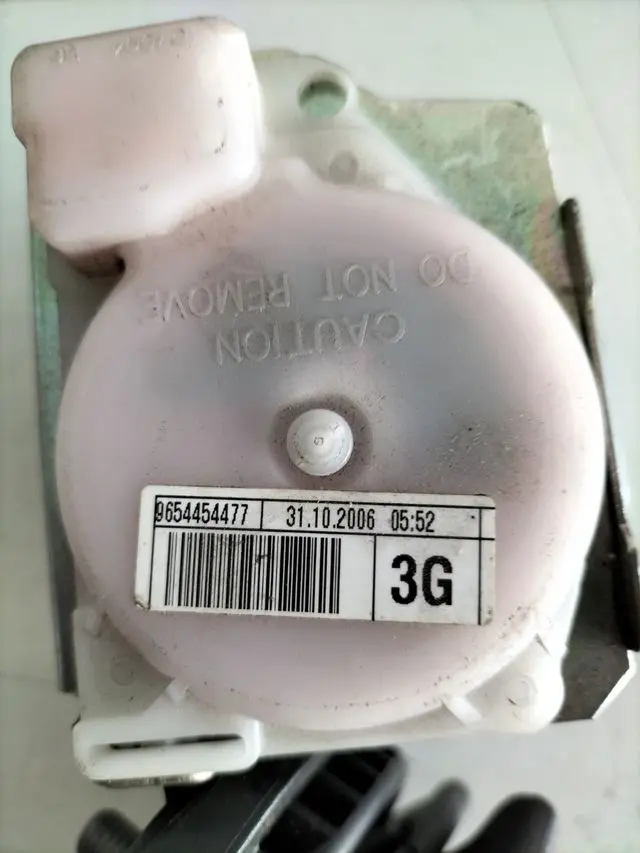 CAUTION
DO NOT REMOVE
9654454477 31.10.2006 05:52
3G